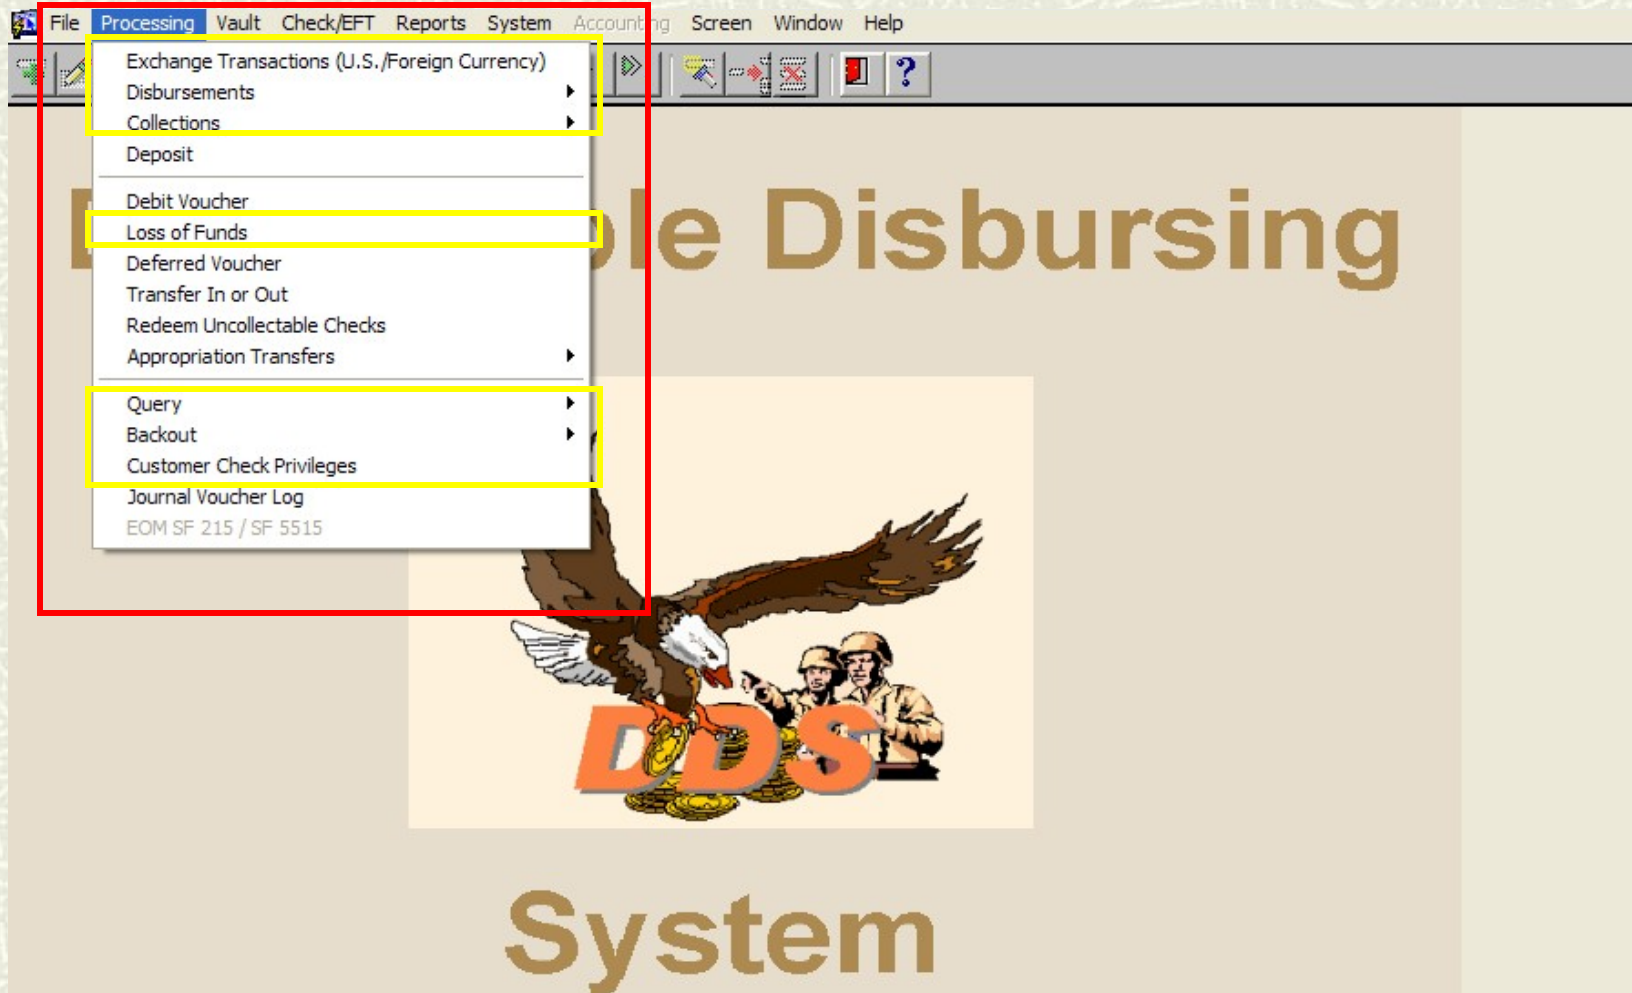 File Processing Vault Check/EFT Reports System Accounting Screen Window Help
Exchange Transactions (U.S./Foreign Currency)
Disbursements
Collections
Deposit
Debit Voucher
Loss of Funds
Deferred Voucher
Transfer In or Out
Redeem Uncollectable Checks
Appropriation Transfers
Query
Backout
Customer Check Privileges
Journal Voucher Log
EOM SF 215 / SF 5515
Disbursing
DDS
System